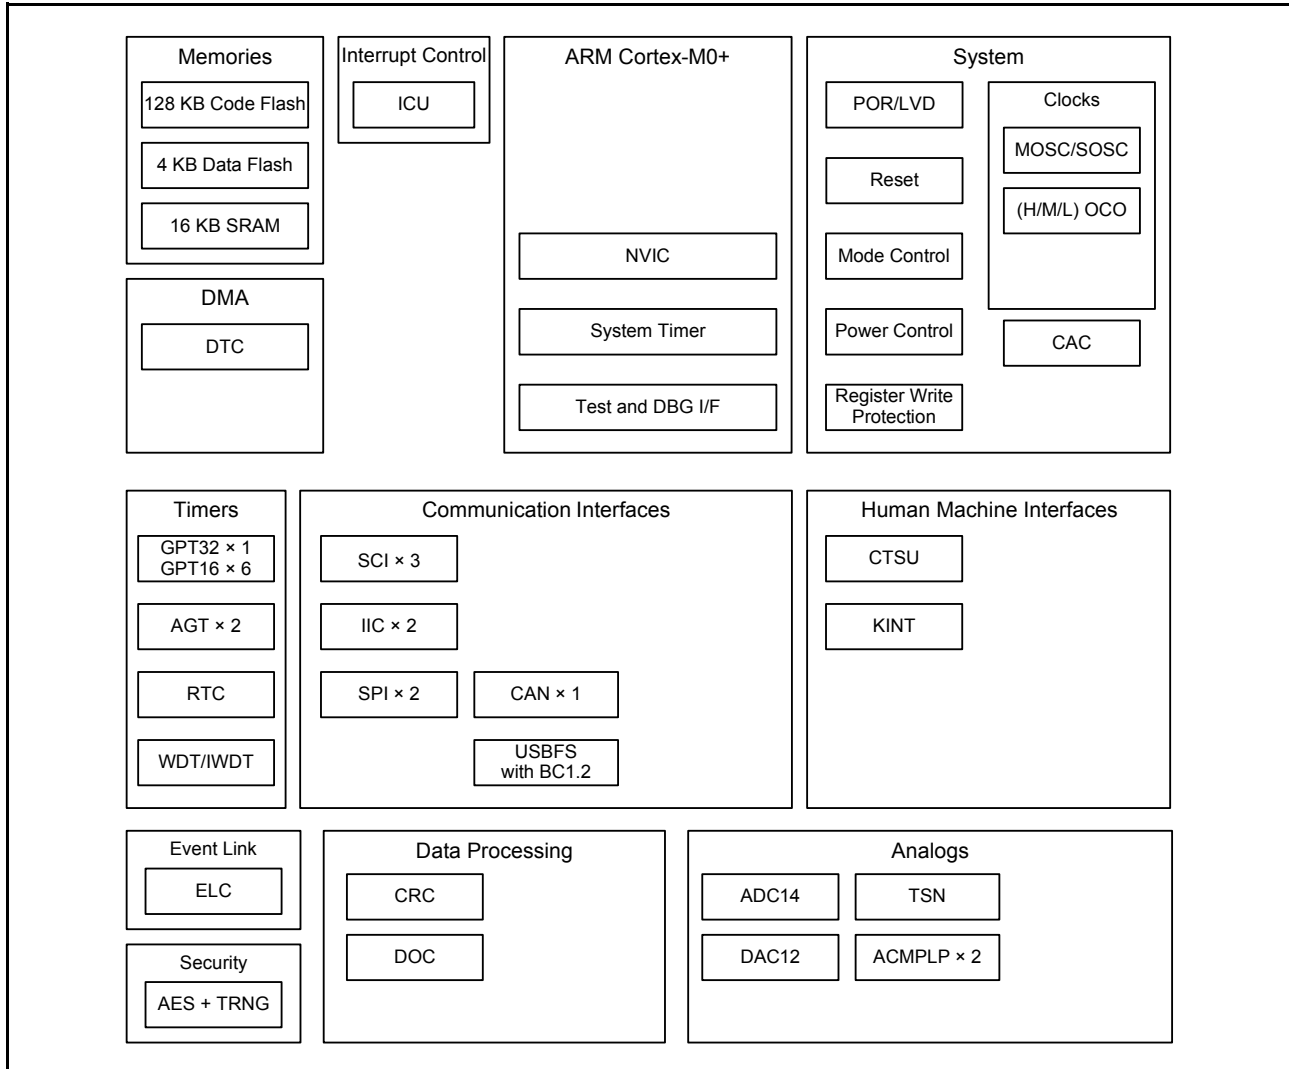 Memories
128 KB Code Flash
4 KB Data Flash
16 KB SRAM
DMA
DTC
Interrupt Control
ICU
ARM Cortex-M0+
NVIC
System Timer
Test and DBG I/F
System
POR/LVD
Reset
Mode Control
Power Control
Register Write
Protection
Clocks
MOSC/SOSC
(H/M/L) OCO
CAC
Timers
GPT32 × 1
GPT16 × 6
AGT × 2
RTC
WDT/IWDT
Communication Interfaces
SCI × 3
IIC × 2
SPI × 2
CAN × 1
USBFS
with BC1.2
Human Machine Interfaces
CTSU
KINT
Event Link
ELC
Security
AES + TRNG
Data Processing
CRC
DOC
Analogs
ADC14
TSN
DAC12
ACMPLP × 2